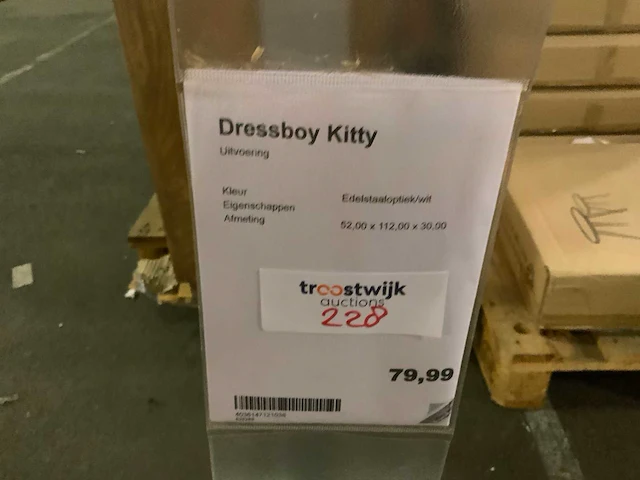 Dressboy Kitty
Uitvoering
Kleur Edelstaaloptiek/wit
Eigenschappen
Afmeting 52,00 x 112,00 x 30,00
troostwijk
auctions
228
79,99